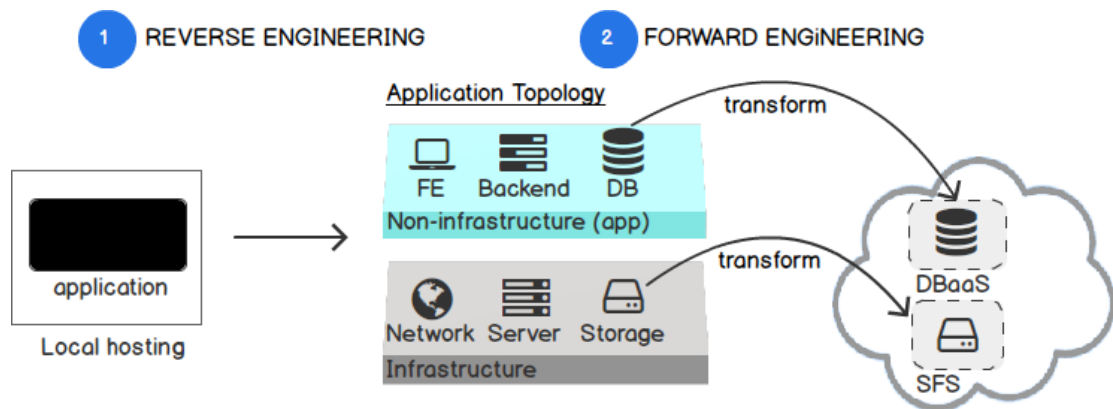 1 REVERSE ENGINEERING
2 FORWARD ENGiNEERING
Application Topology
transform
FE Backend DB
Non-infrastructure (app)
application
Local hosting
transform
Network Server Storage
Infrastructure
DBaaS
SFS